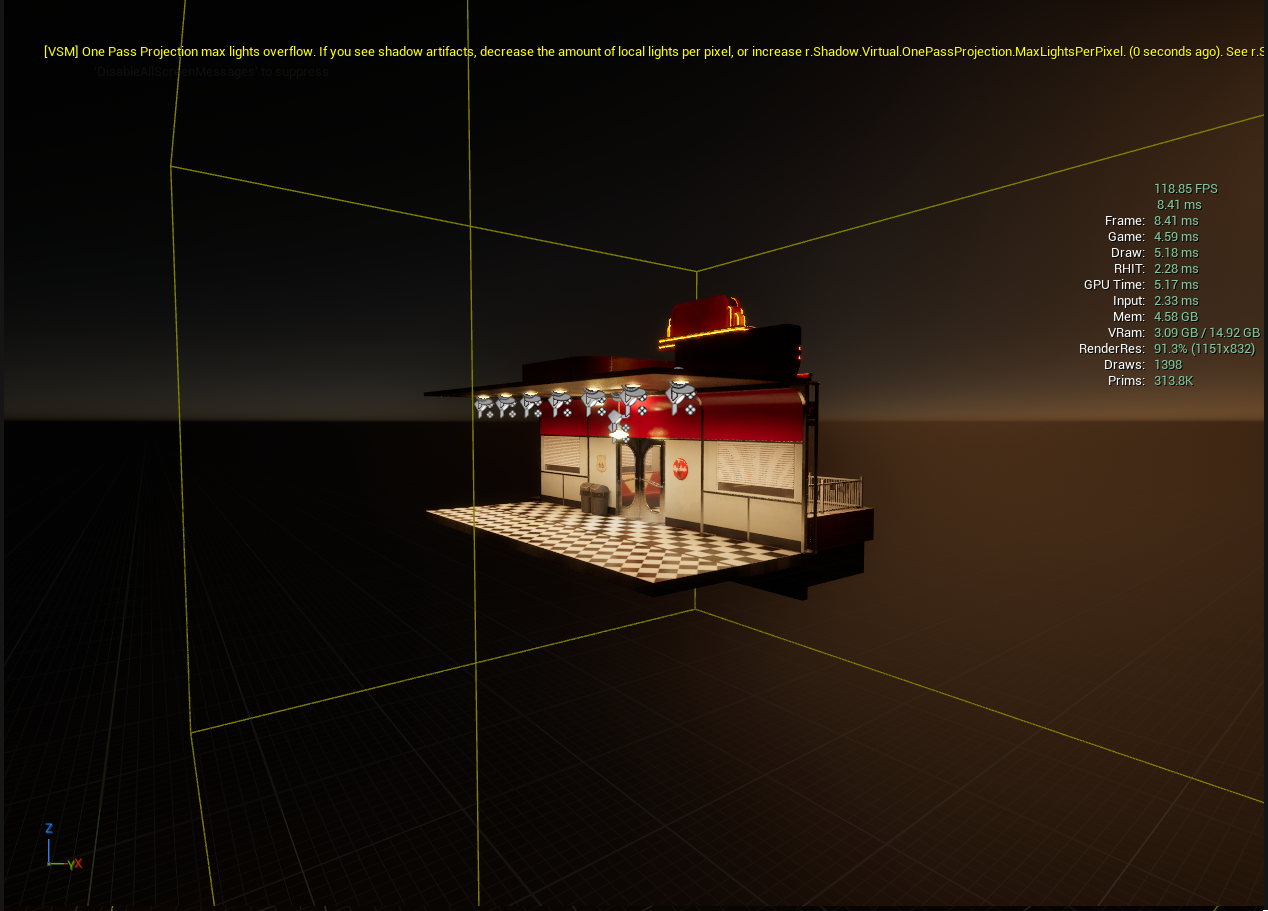 [VSM] One Pass Projection max lights overflow. If you see shadow artifacts, decrease the amount of local lights per pixel, or increase r.Shadow.Virtual.OnePassProjection.MaxLightsPerPixel. (0 seconds ago). See r.S
'DisableAllScreenMessages' to suppress
118.85 FPS
8.41 ms
Frame: 8.41 ms
Game: 4.59 ms
Draw: 5.18 ms
RHIT: 2.28 ms
GPU Time: 5.17 ms
Input: 2.33 ms
Mem: 4.58 GB
VRam: 3.09 GB / 14.92 GB
RenderRes: 91.3% (1151x832)
Draws: 1398
Prims: 313.8K
Z
YX